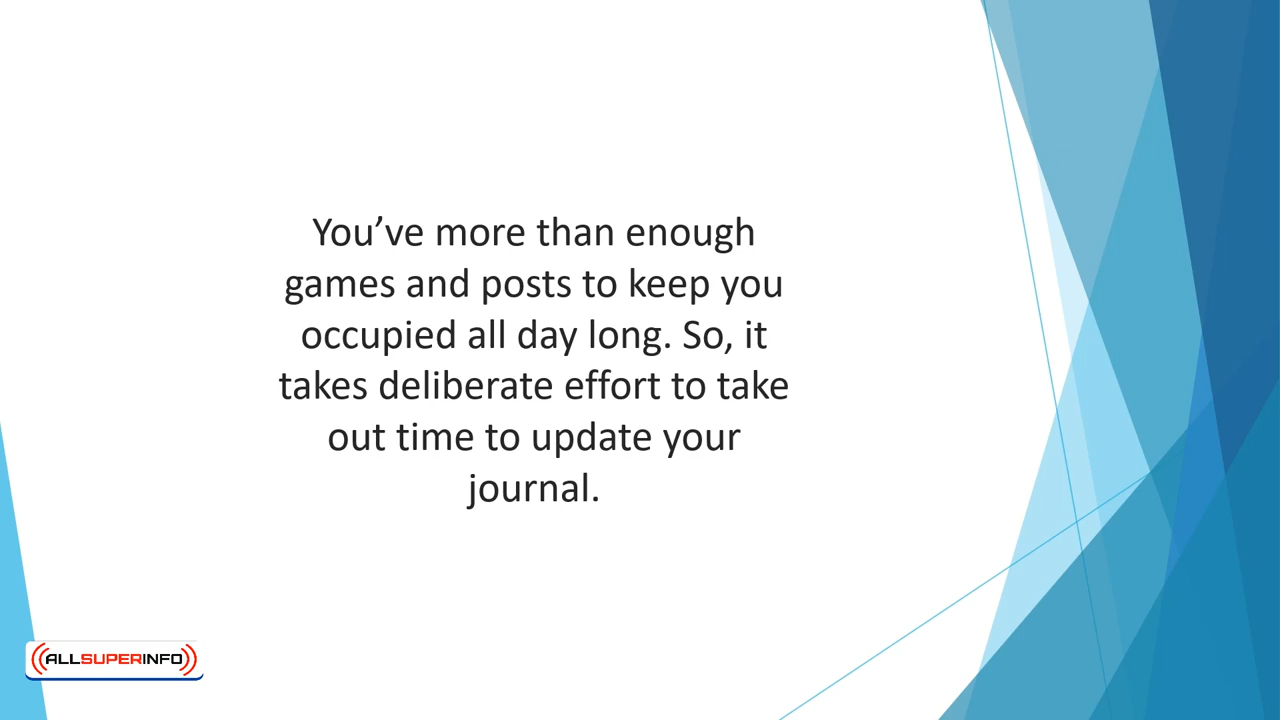 You’ve more than enough
games and posts to keep you
occupied all day long. So, it
takes deliberate effort to take
out time to update your
journal.
ALLSUPERINFO